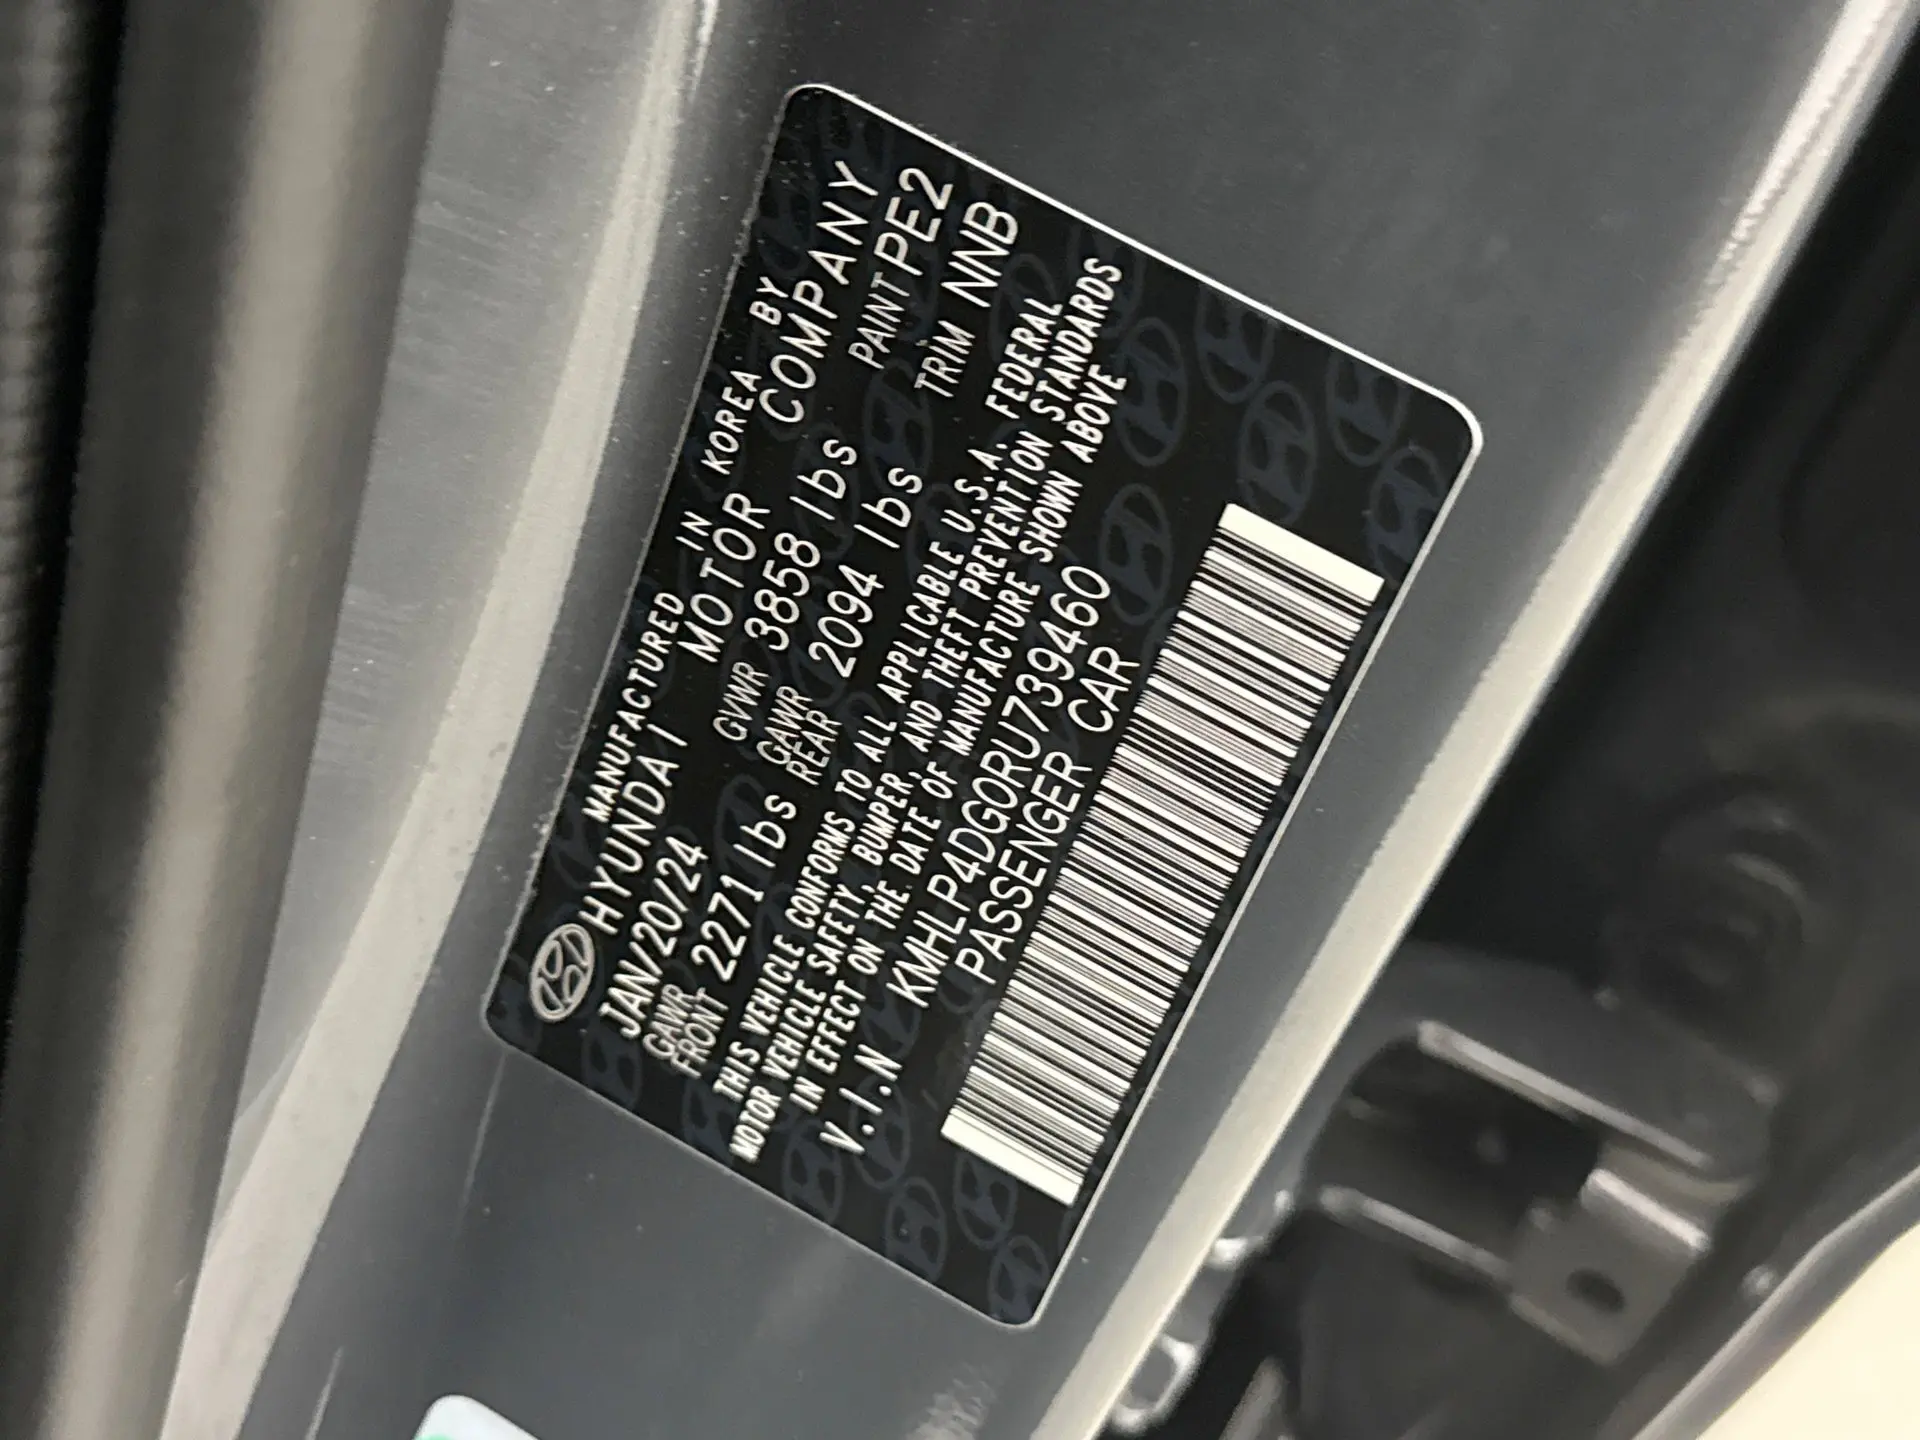 MANUFACTURED IN KOREA BY
HYUNDAI MOTOR COMPANY
JAN/20/24 GVWR 3858 lbs PAINT PE2
GAWR FRONT 2271 lbs GAWR REAR 2094 lbs TRIM NNB
THIS VEHICLE CONFORMS TO ALL APPLICABLE U.S.A. FEDERAL
MOTOR VEHICLE SAFETY, BUMPER, AND THEFT PREVENTION STANDARDS
IN EFFECT ON THE DATE OF MANUFACTURE SHOWN ABOVE
V.I.N KMHLP4DG0RU739460
PASSENGER CAR